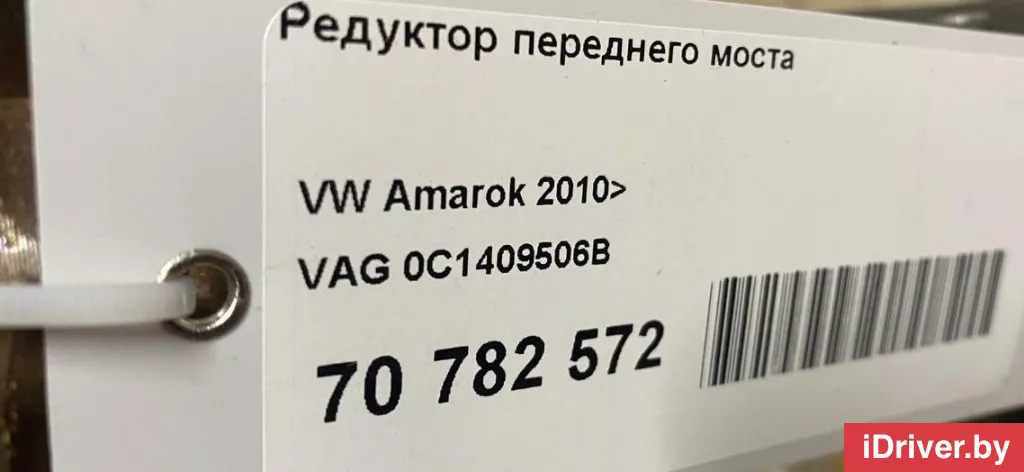 Редуктор переднего моста
VW Amarok 2010>
VAG 0C1409506B
70 782 572
iDriver.by